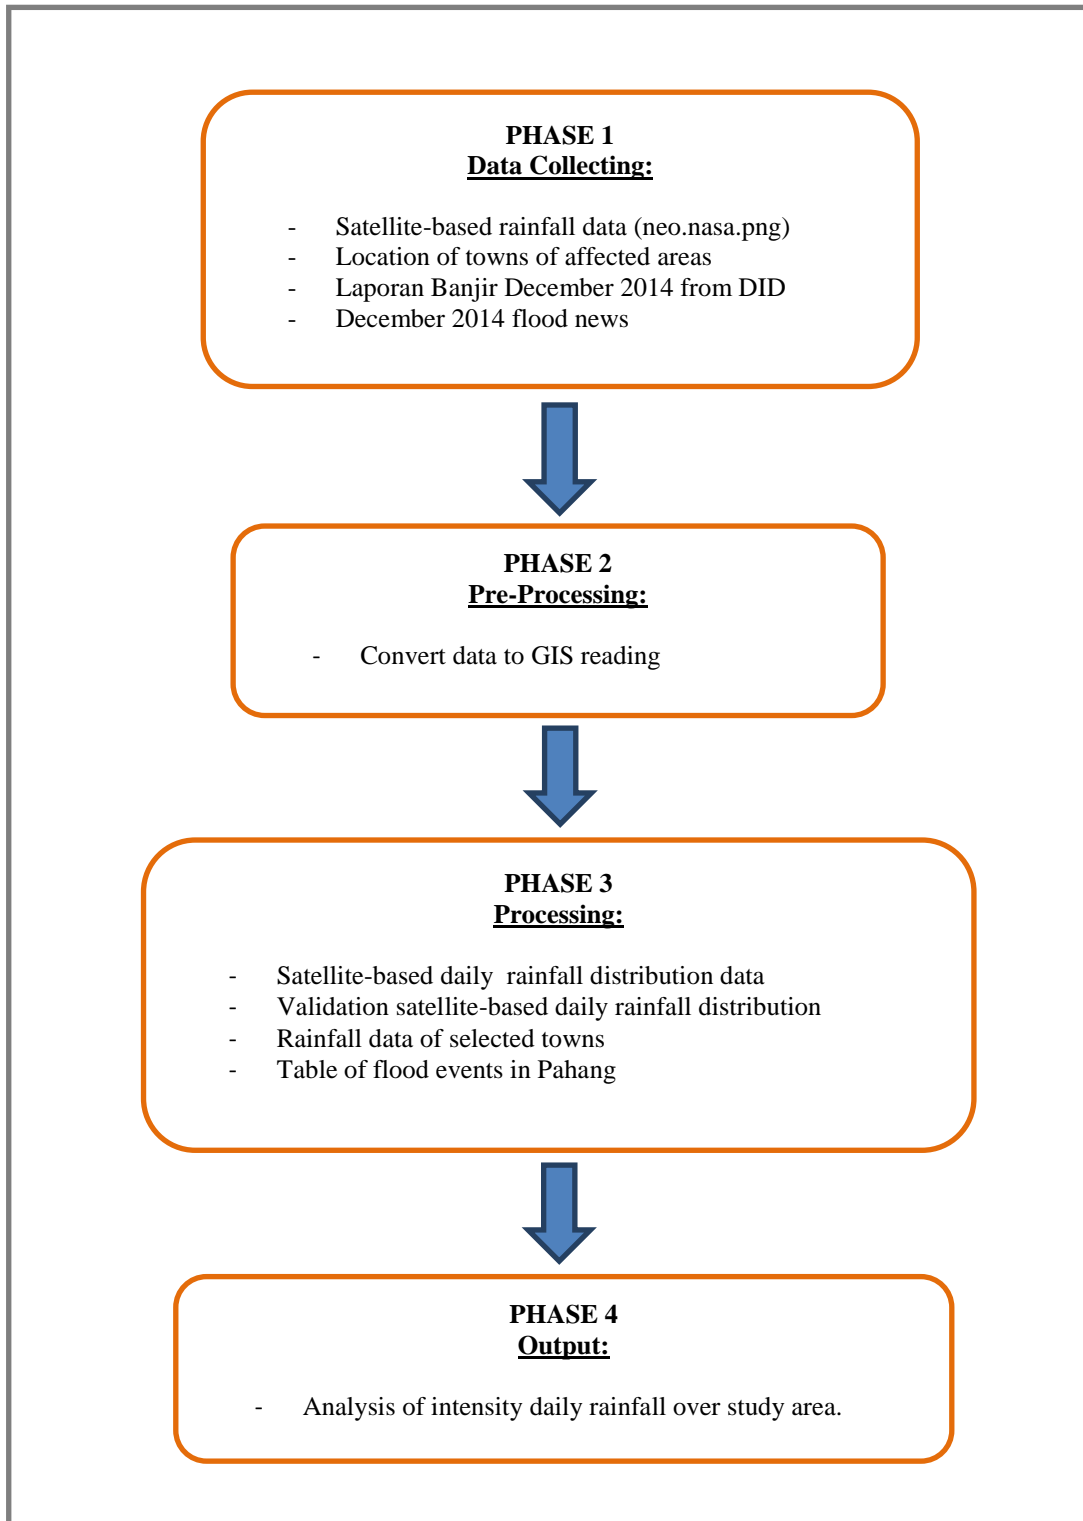 PHASE 1
Data Collecting:
- Satellite-based rainfall data (neo.nasa.png)
- Location of towns of affected areas
- Laporan Banjir December 2014 from DID
- December 2014 flood news
PHASE 2
Pre-Processing:
- Convert data to GIS reading
PHASE 3
Processing:
- Satellite-based daily  rainfall distribution data
- Validation satellite-based daily rainfall distribution
- Rainfall data of selected towns
- Table of flood events in Pahang
PHASE 4
Output:
- Analysis of intensity daily rainfall over study area.